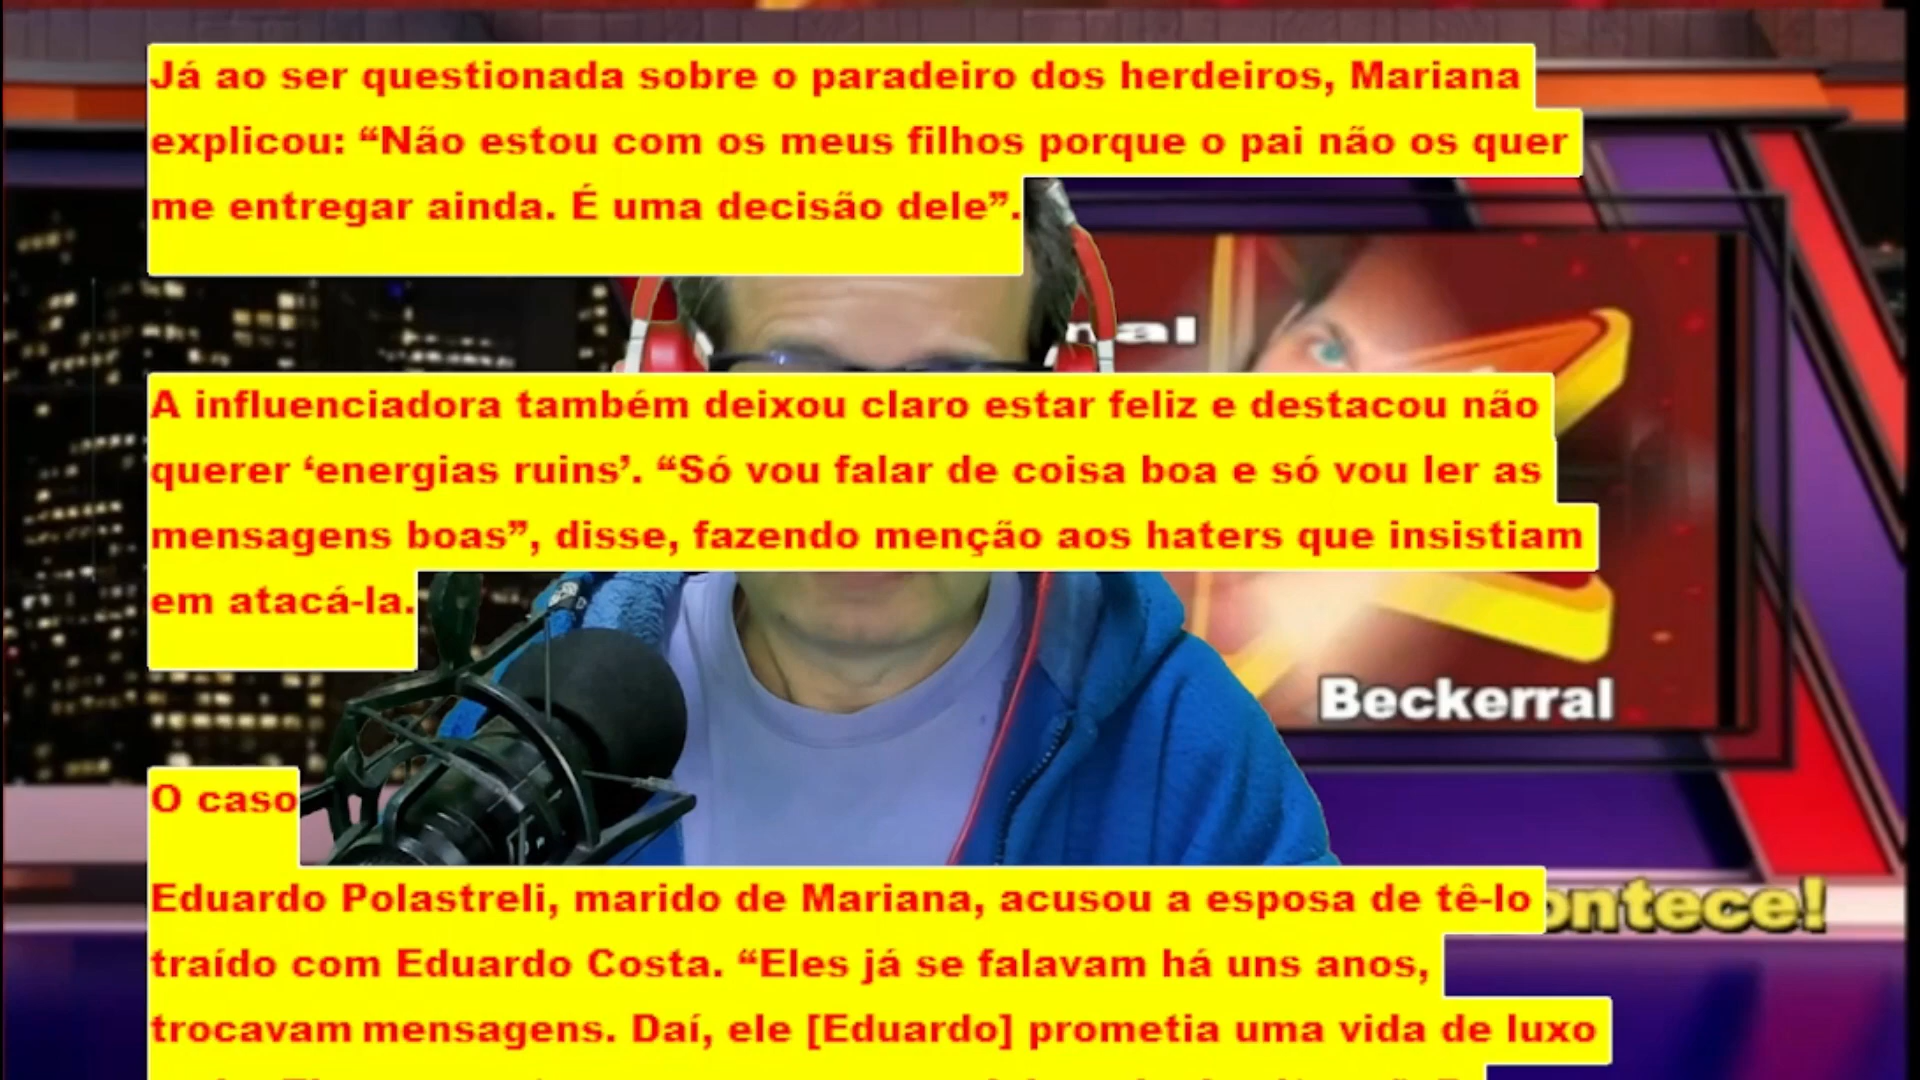 Já ao ser questionada sobre o paradeiro dos herdeiros, Mariana
explicou: “Não estou com os meus filhos porque o pai não os quer
me entregar ainda. É uma decisão dele”.
A influenciadora também deixou claro estar feliz e destacou não
querer ‘energias ruins’. “Só vou falar de coisa boa e só vou ler as
mensagens boas”, disse, fazendo menção aos haters que insistiam
em atacá-la.
Beckerral
O caso
Eduardo Polastreli, marido de Mariana, acusou a esposa de tê-lo
traído com Eduardo Costa. “Eles já se falavam há uns anos,
trocavam mensagens. Daí, ele [Eduardo] prometia uma vida de luxo